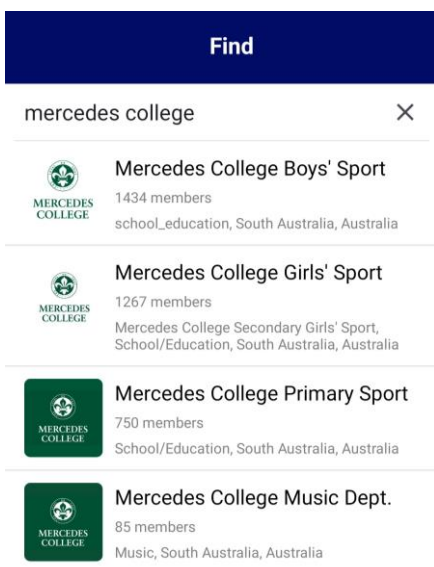 Find
mercedes college
MERCEDES
COLLEGE
Mercedes College Boys' Sport
1434 members
school_education, South Australia, Australia
MERCEDES
COLLEGE
Mercedes College Girls' Sport
1267 members
Mercedes College Secondary Girls' Sport,
School/Education, South Australia, Australia
MERCEDES
COLLEGE
Mercedes College Primary Sport
750 members
School/Education, South Australia, Australia
MERCEDES
COLLEGE
Mercedes College Music Dept.
85 members
Music, South Australia, Australia